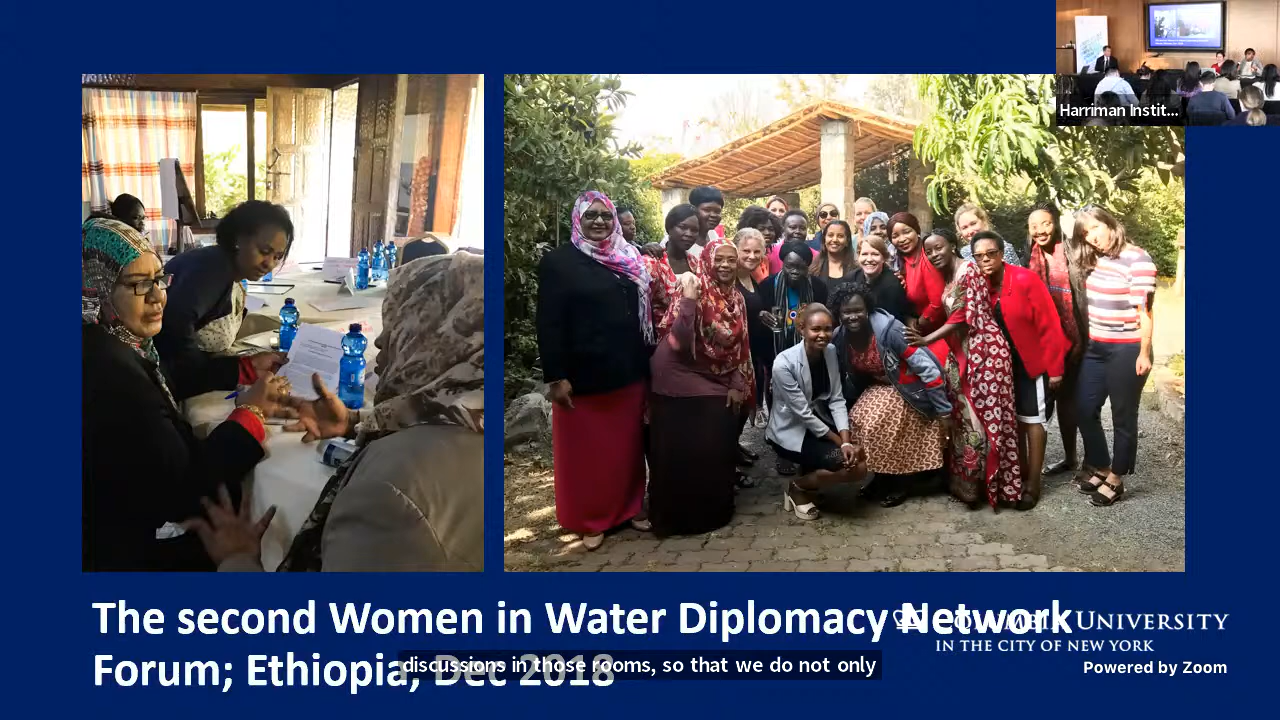 Harriman Instit...
The second Women in Water Diplomacy Network
Forum; Ethiopia, Dec 2018
COLUMBIA UNIVERSITY
IN THE CITY OF NEW YORK
discussions in those rooms, so that we do not only
Powered by Zoom